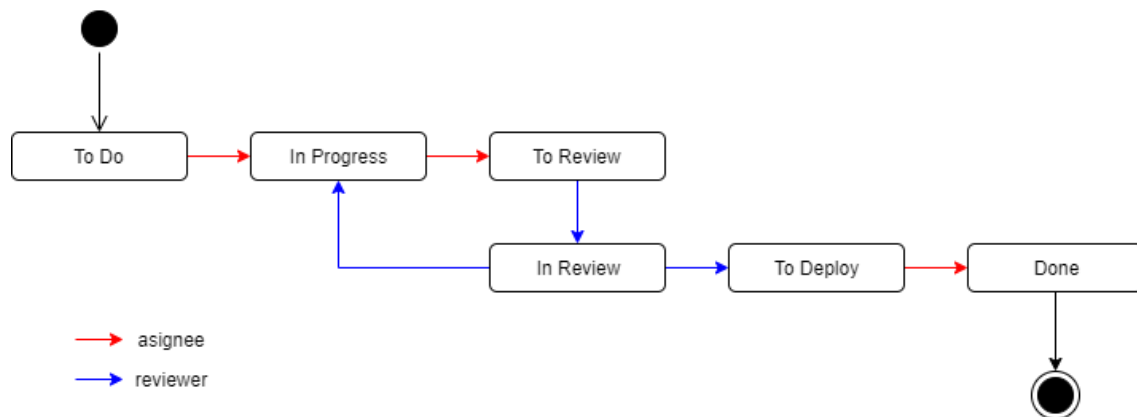 To Do
In Progress
To Review
In Review
To Deploy
Done
asignee
reviewer